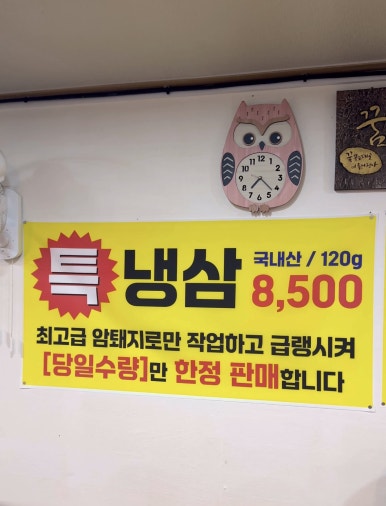 꿈
특 냉삼 국내산 / 120g
8,500
최고급 암퇘지로만 작업하고 급랭시켜
[당일수량]만 한정 판매합니다